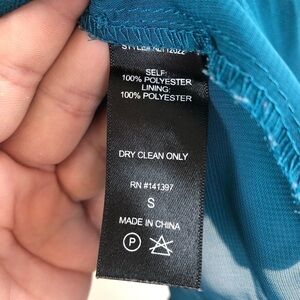 SELF:
100% POLYESTER
LINING:
100% POLYESTER
DRY CLEAN ONLY
RN #141397
S
MADE IN CHINA
P